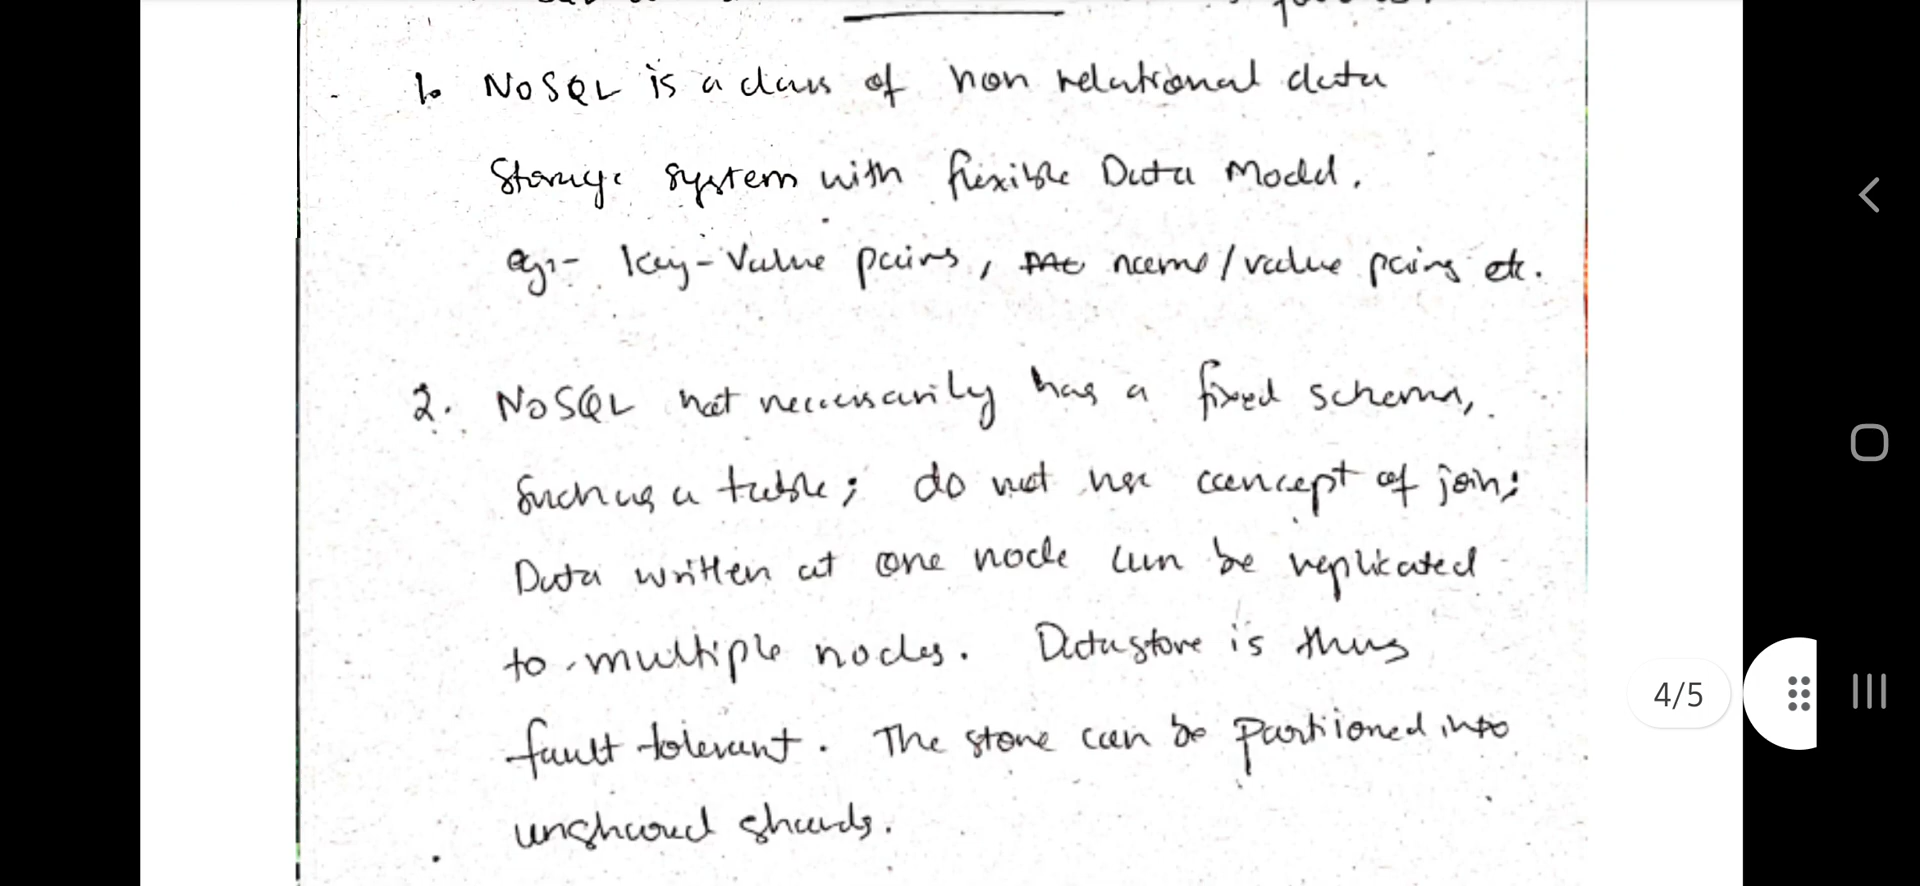 1. NoSQL is a class of non relational data
Storage system with flexible Data Model.
eg:- key-value pairs, name/value pairs etc.
2. NoSQL not necessarily has a fixed schema,
such as a table; do not use concept of join;
Data written at one node can be replicated
to multiple nodes. Datastore is thus
fault tolerant. The store can be partioned into
unshared shards.
4/5